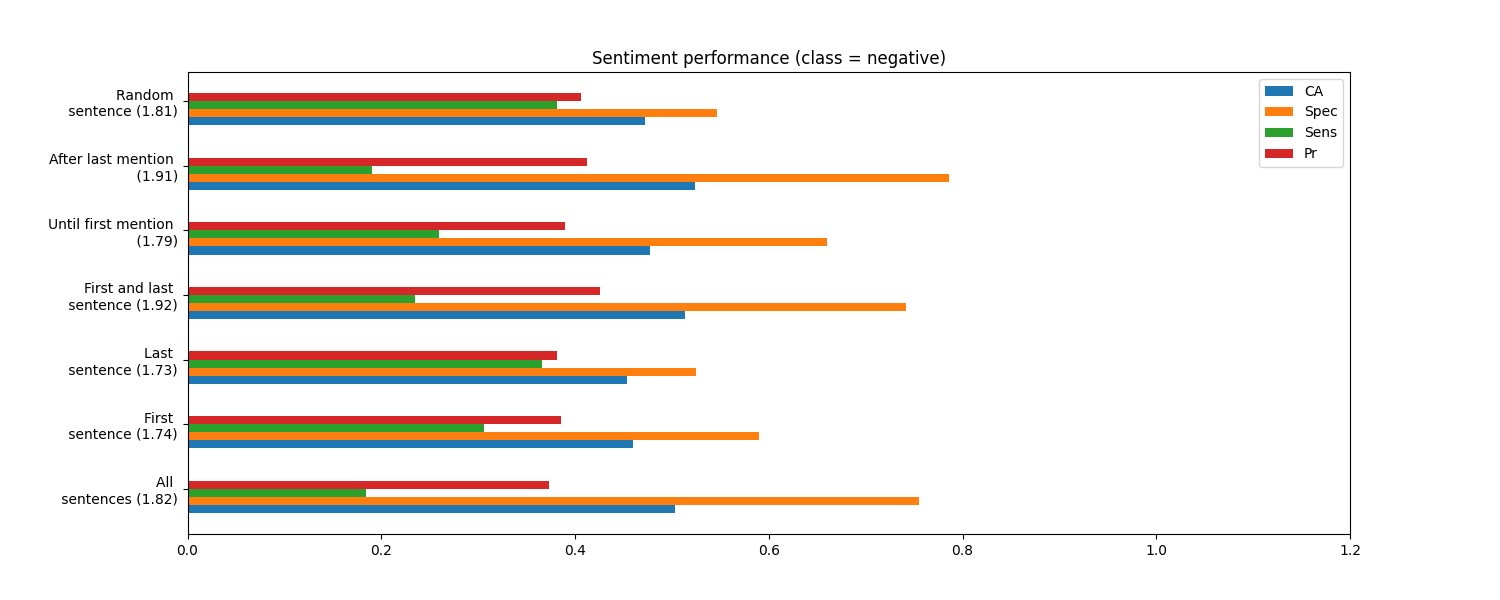 Sentiment performance (class = negative)
CA
Spec
Sens
Pr
Random
sentence (1.81)
After last mention
(1.91)
Until first mention
(1.79)
First and last
sentence (1.92)
Last
sentence (1.73)
First
sentence (1.74)
All
sentences (1.82)
0.0 0.2 0.4 0.6 0.8 1.0 1.2